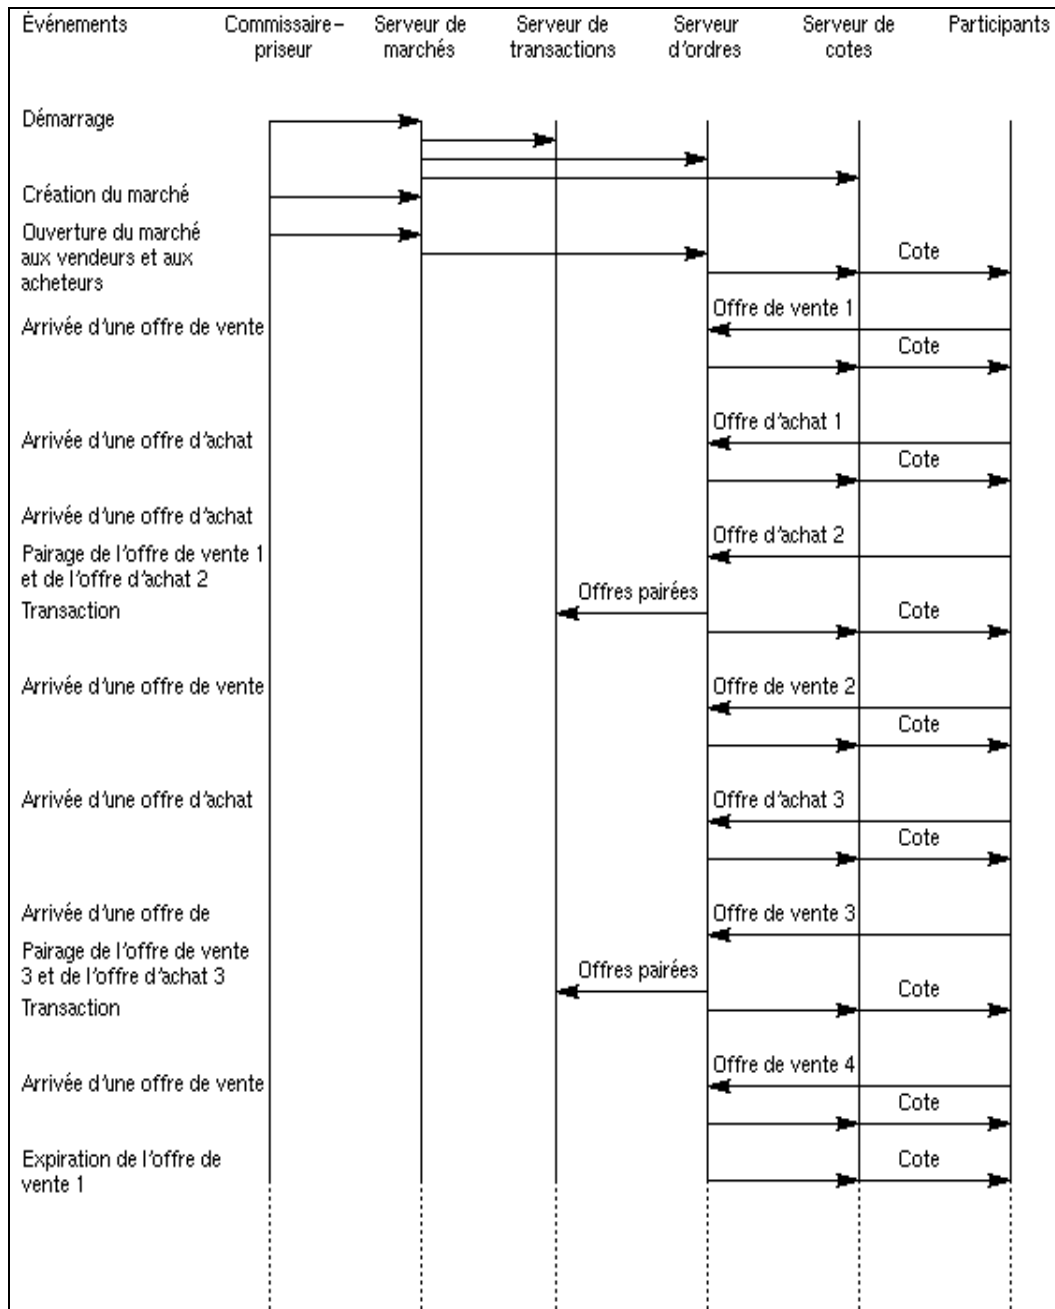 Événements
Commissaire-
priseur
Serveur de
marchés
Serveur de
transactions
Serveur
d'ordres
Serveur de
cotes
Participants
Démarrage
Création du marché
Ouverture du marché
aux vendeurs et aux
acheteurs
Cote
Offre de vente 1
Arrivée d'une offre de vente
Cote
Offre d'achat 1
Arrivée d'une offre d'achat
Cote
Arrivée d'une offre d'achat
Offre d'achat 2
Pairage de l'offre de vente 1
et de l'offre d'achat 2
Offres pairées
Transaction
Cote
Arrivée d'une offre de vente
Offre de vente 2
Cote
Arrivée d'une offre d'achat
Offre d'achat 3
Cote
Arrivée d'une offre de
Offre de vente 3
Pairage de l'offre de vente
3 et de l'offre d'achat 3
Offres pairées
Transaction
Cote
Offre de vente 4
Arrivée d'une offre de vente
Cote
Expiration de l'offre de
vente 1
Cote